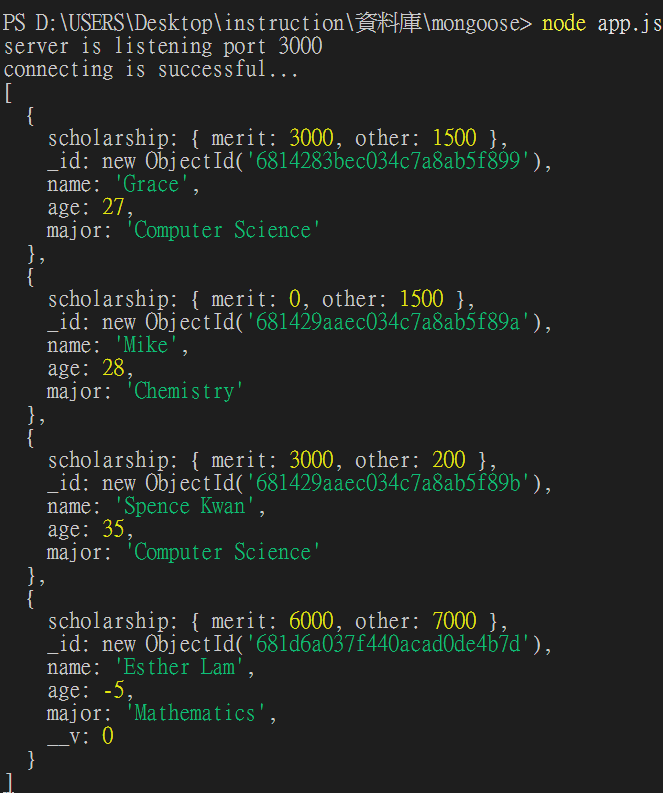 PS D:\USERS\Desktop\instruction\資料庫\mongoose> node app.js
server is listening port 3000
connecting is successful...
[
  {
    scholarship: { merit: 3000, other: 1500 },
    _id: new ObjectId('6814283bec034c7a8ab5f899'),
    name: 'Grace',
    age: 27,
    major: 'Computer Science'
  },
  {
    scholarship: { merit: 0, other: 1500 },
    _id: new ObjectId('681429aaec034c7a8ab5f89a'),
    name: 'Mike',
    age: 28,
    major: 'Chemistry'
  },
  {
    scholarship: { merit: 3000, other: 200 },
    _id: new ObjectId('681429aaec034c7a8ab5f89b'),
    name: 'Spence Kwan',
    age: 35,
    major: 'Computer Science'
  },
  {
    scholarship: { merit: 6000, other: 7000 },
    _id: new ObjectId('681d6a037f440acad0de4b7d'),
    name: 'Esther Lam',
    age: -5,
    major: 'Mathematics',
    __v: 0
  }
]